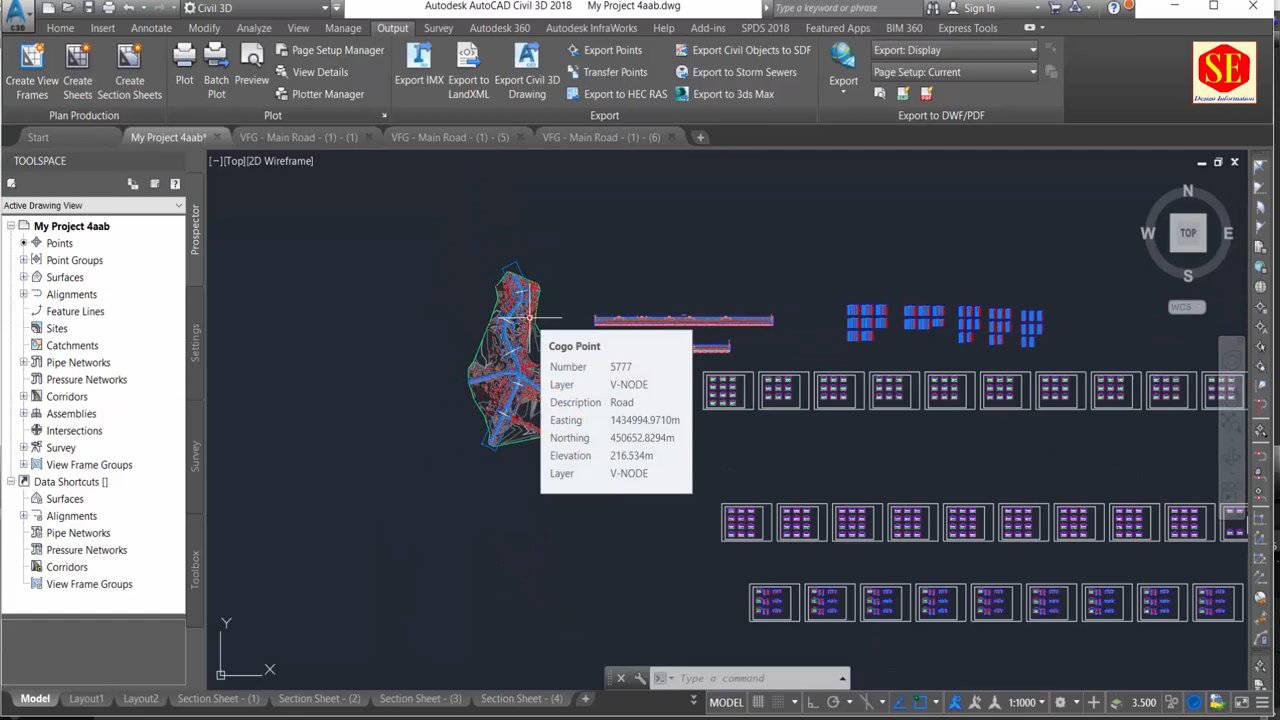 Civil 3D
Autodesk AutoCAD Civil 3D 2018 My Project 4aab.dwg
Type a keyword or phrase
Sign In
C3D
Home Insert Annotate Modify Analyze View Manage Output Survey Autodesk 360 Autodesk InfraWorks Help Add-ins SPDS 2018 Featured Apps BIM 360 Express Tools
Create View Frames
Create Sheets
Create Section Sheets
Plan Production
Plot
Batch Plot
Preview
Page Setup Manager
View Details
Plotter Manager
Plot
Export IMX
Export to LandXML
Export Civil 3D Drawing
Export Points
Transfer Points
Export to HEC RAS
Export Civil Objects to SDF
Export to Storm Sewers
Export to 3ds Max
Export
Export
Export: Display
Page Setup: Current
Export to DWF/PDF
SE
Design Information
Start My Project 4aab* VFG - Main Road - (1) - (1) VFG - Main Road - (1) - (5) VFG - Main Road - (1) - (6)
TOOLSPACE
Active Drawing View
My Project 4aab
Points
Point Groups
Surfaces
Alignments
Feature Lines
Sites
Catchments
Pipe Networks
Pressure Networks
Corridors
Assemblies
Intersections
Survey
View Frame Groups
Data Shortcuts []
Surfaces
Alignments
Pipe Networks
Pressure Networks
Corridors
View Frame Groups
Prospector
Settings
Survey
Toolbox
[−][Top][2D Wireframe]
N
W TOP E
S
WCS
Cogo Point
Number 5777
Layer V-NODE
Description Road
Easting 1434994.9710m
Northing 450652.8294m
Elevation 216.534m
Layer V-NODE
Y
X
Type a command
Model Layout1 Layout2 Section Sheet - (1) Section Sheet - (2) Section Sheet - (3) Section Sheet - (4)
MODEL 1:1000 3.500